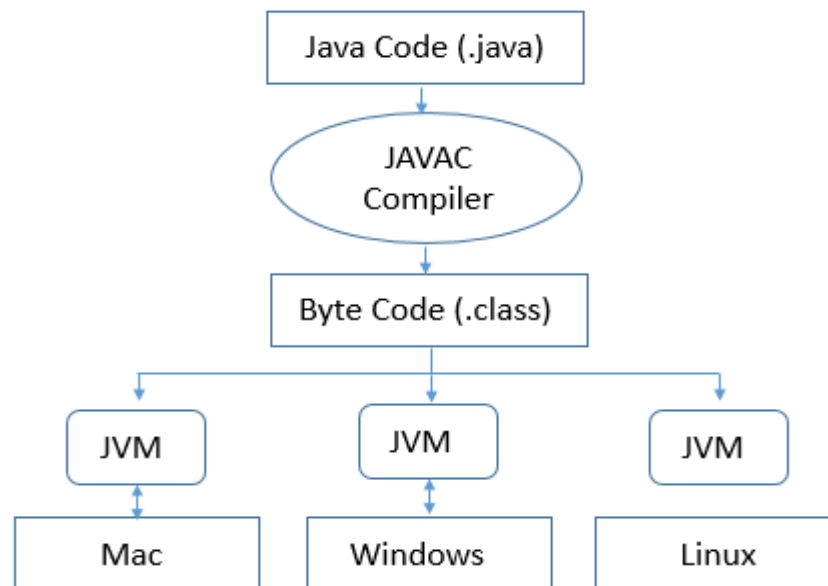 Java Code (.java)
JAVAC
Compiler
Byte Code (.class)
JVM
JVM
JVM
Mac
Windows
Linux